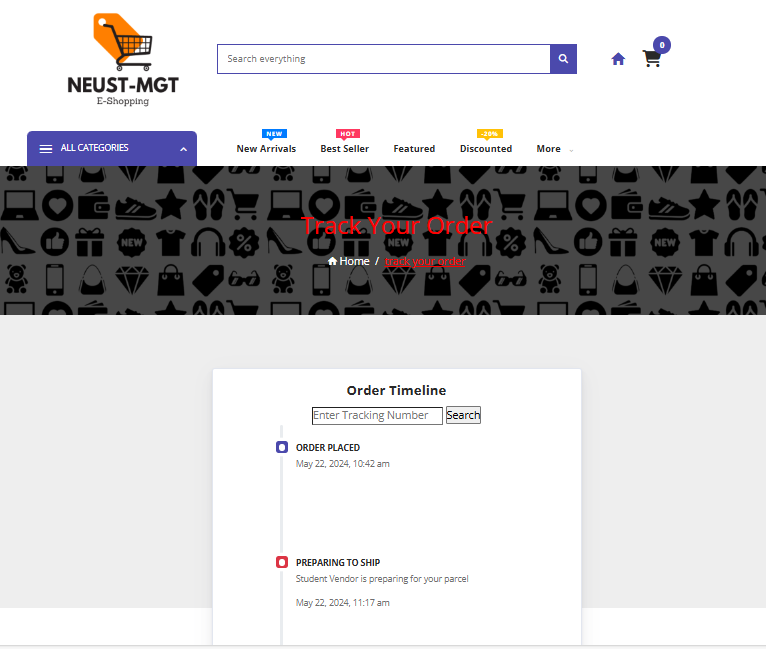 NEUST-MGT
E-Shopping
Search everything
0
ALL CATEGORIES
NEW
New Arrivals
HOT
Best Seller
Featured
-20%
Discounted
More
Track Your Order
Home / track your order
NEW
NEW
NEW
Order Timeline
Enter Tracking Number Search
ORDER PLACED
May 22, 2024, 10:42 am
PREPARING TO SHIP
Student Vendor is preparing for your parcel
May 22, 2024, 11:17 am